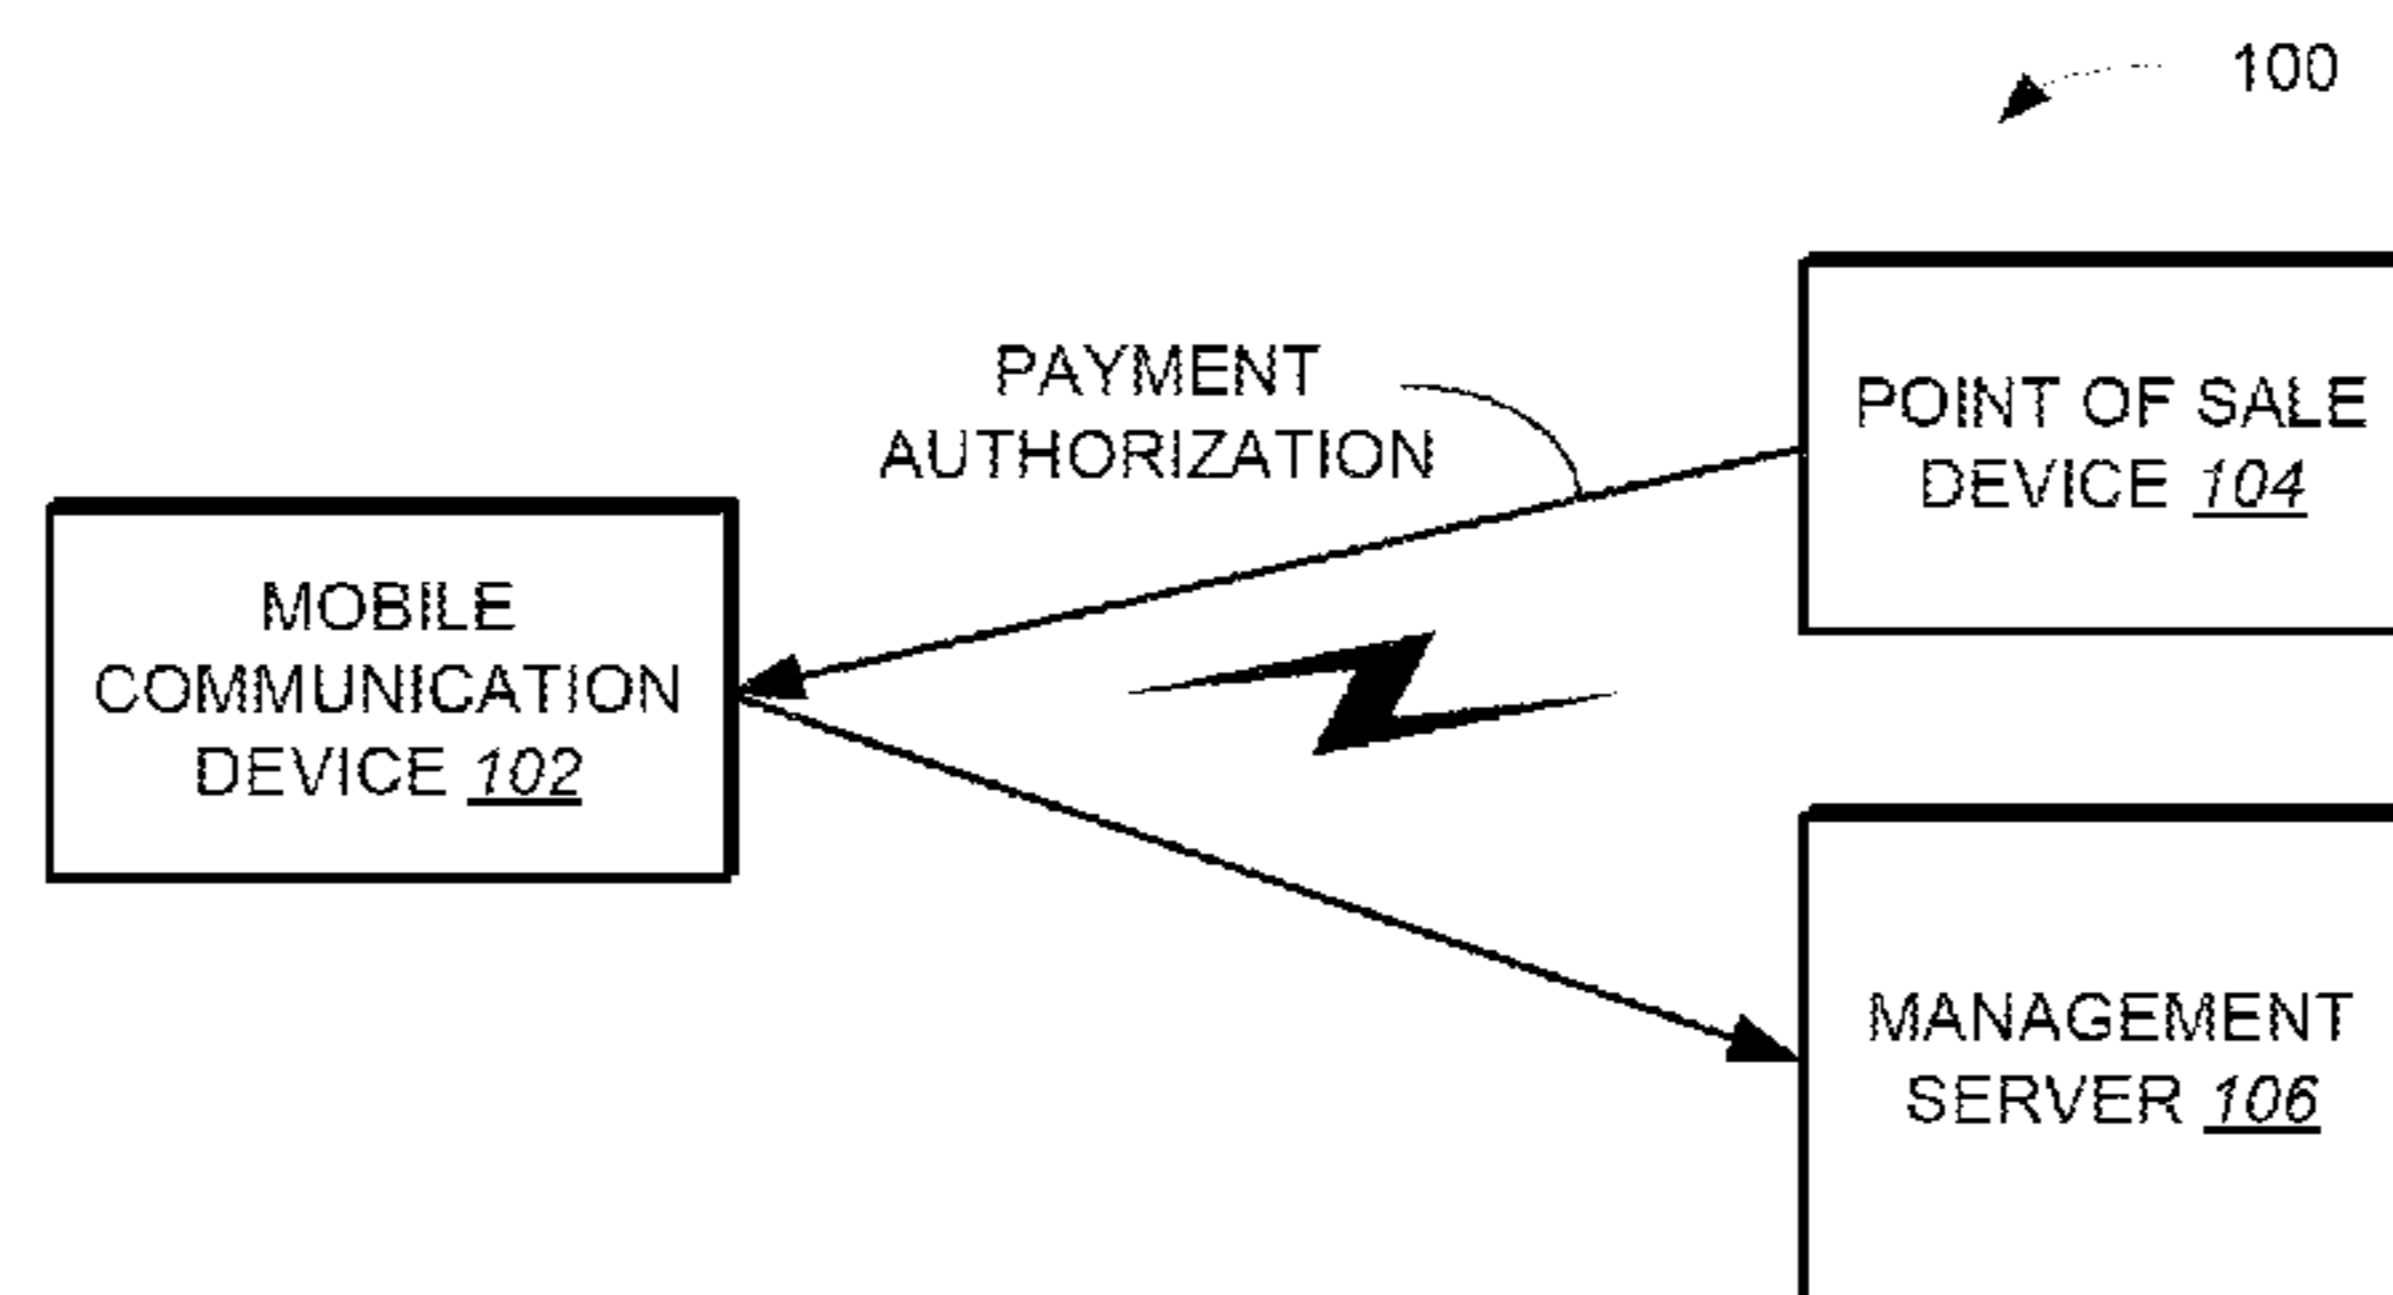 100
PAYMENT
AUTHORIZATION
POINT OF SALE
DEVICE 104
MOBILE
COMMUNICATION
DEVICE 102
MANAGEMENT
SERVER 106